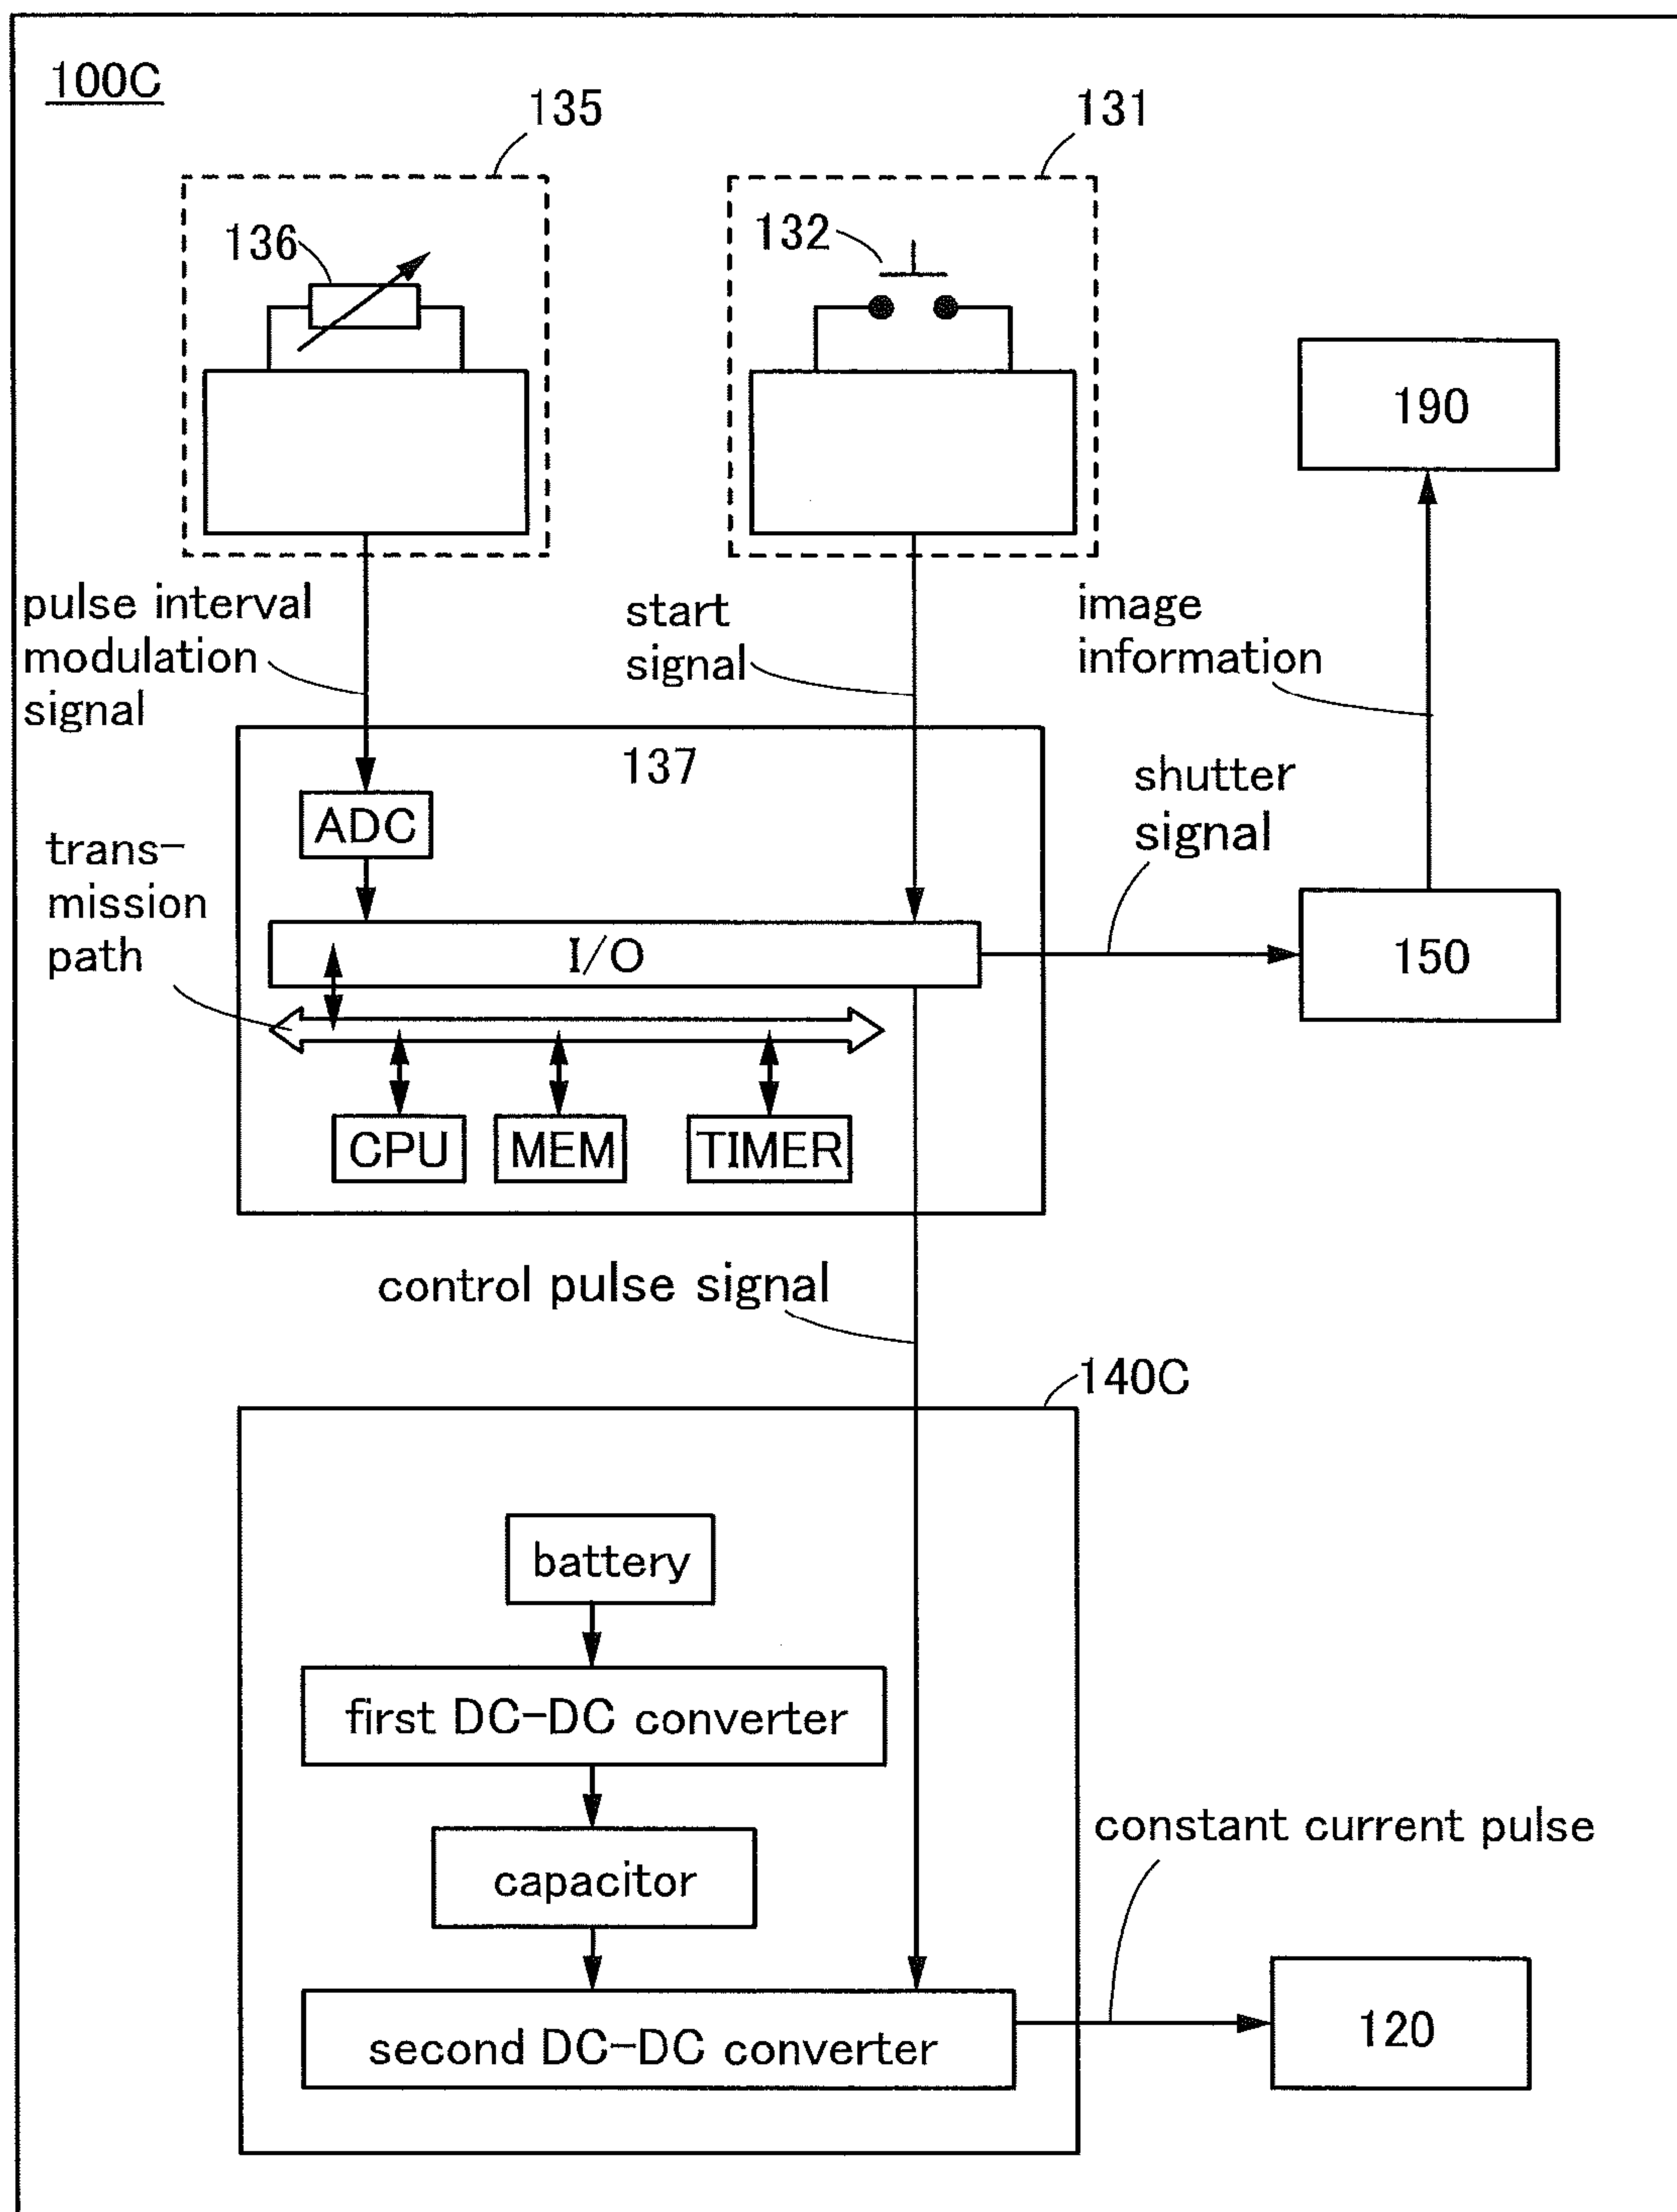 100C
135
131
136
132
190
pulse interval
modulation
signal
start
signal
image
information
137
shutter
signal
ADC
trans-
mission
path
I/O
150
CPU
MEM
TIMER
control pulse signal
140C
battery
first DC-DC converter
capacitor
constant current pulse
second DC-DC converter
120